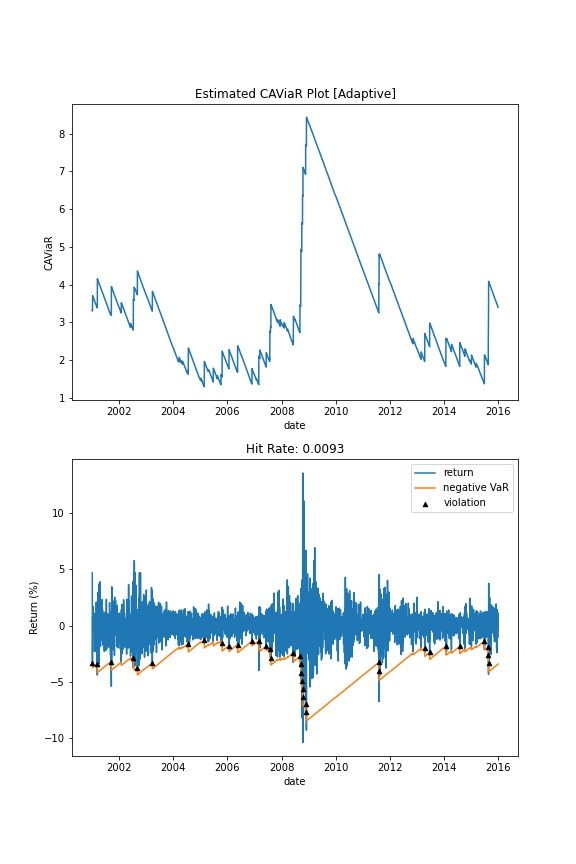 Estimated CAViaR Plot [Adaptive]
8
7
6
5
4
3
2
1
CAViaR
2002 2004 2006 2008 2010 2012 2014 2016
date
Hit Rate: 0.0093
return
negative VaR
violation
10
5
0
−5
−10
Return (%)
2002 2004 2006 2008 2010 2012 2014 2016
date